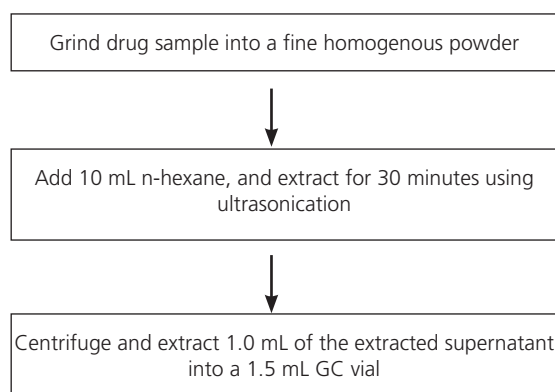 Grind drug sample into a fine homogenous powder
Add 10 mL n-hexane, and extract for 30 minutes using
ultrasonication
Centrifuge and extract 1.0 mL of the extracted supernatant
into a 1.5 mL GC vial